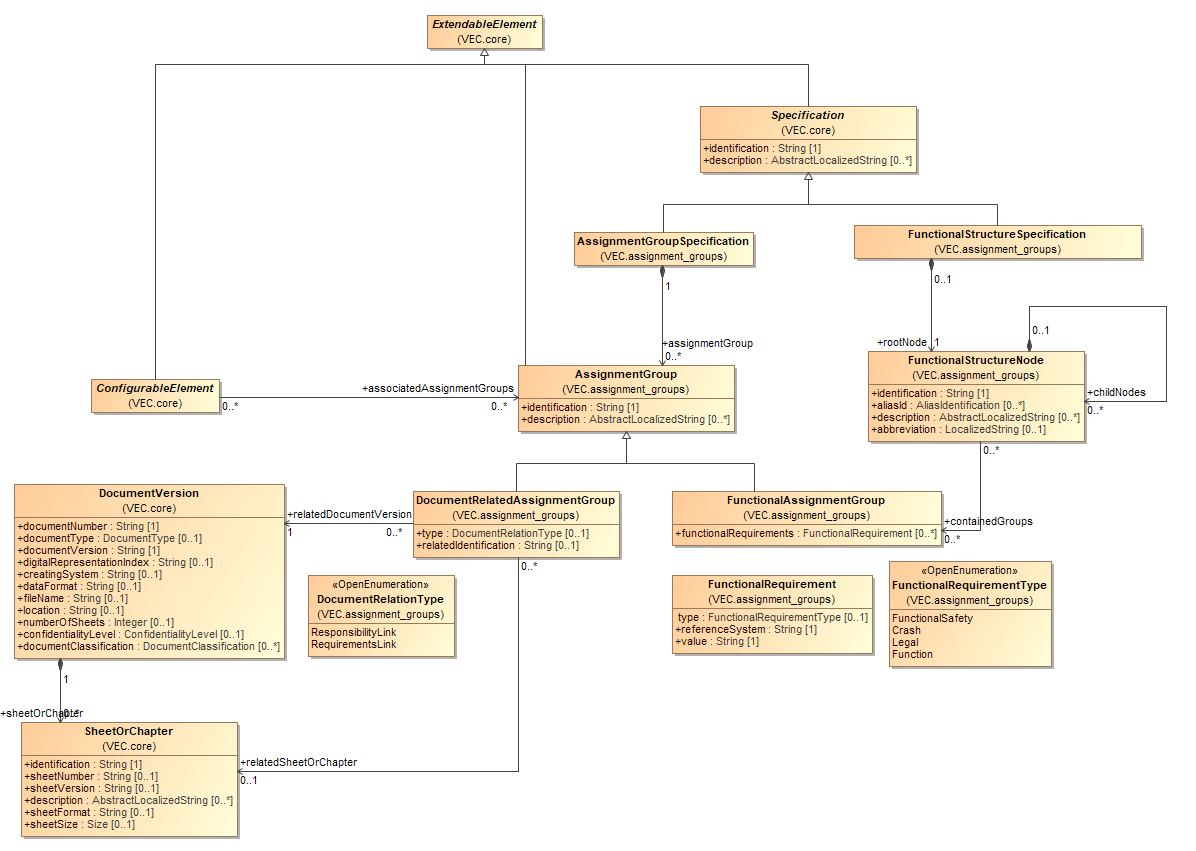 ExtendableElement
(VEC.core)
Specification
(VEC.core)
+identification : String [1]
+description : AbstractLocalizedString [0..*]
AssignmentGroupSpecification
(VEC.assignment_groups)
1
+assignmentGroup
0..*
FunctionalStructureSpecification
(VEC.assignment_groups)
0..1
+rootNode
1
0..1
FunctionalStructureNode
(VEC.assignment_groups)
+identification : String [1]
+aliasId : AliasIdentification [0..*]
+description : AbstractLocalizedString [0..*]
+abbreviation : LocalizedString [0..1]
+childNodes
0..*
0..*
ConfigurableElement
(VEC.core)
0..*
+associatedAssignmentGroups
0..*
AssignmentGroup
(VEC.assignment_groups)
+identification : String [1]
+description : AbstractLocalizedString [0..*]
DocumentVersion
(VEC.core)
+documentNumber : String [1]
+documentType : DocumentType [0..1]
+documentVersion : String [1]
+digitalRepresentationIndex : String [0..1]
+creatingSystem : String [0..1]
+dataFormat : String [0..1]
+fileName : String [0..1]
+location : String [0..1]
+numberOfSheets : Integer [0..1]
+confidentialityLevel : ConfidentialityLevel [0..1]
+documentClassification : DocumentClassification [0..*]
+relatedDocumentVersion
1
0..*
DocumentRelatedAssignmentGroup
(VEC.assignment_groups)
+type : DocumentRelationType [0..1]
+relatedIdentification : String [0..1]
0..*
FunctionalAssignmentGroup
(VEC.assignment_groups)
+functionalRequirements : FunctionalRequirement [0..*]
+containedGroups
0..*
«OpenEnumeration»
DocumentRelationType
(VEC.assignment_groups)
ResponsibilityLink
RequirementsLink
FunctionalRequirement
(VEC.assignment_groups)
type : FunctionalRequirementType [0..1]
+referenceSystem : String [1]
+value : String [1]
«OpenEnumeration»
FunctionalRequirementType
(VEC.assignment_groups)
FunctionalSafety
Crash
Legal
Function
1
+sheetOrChapter
0..*
SheetOrChapter
(VEC.core)
+identification : String [1]
+sheetNumber : String [0..1]
+sheetVersion : String [0..1]
+description : AbstractLocalizedString [0..*]
+sheetFormat : String [0..1]
+sheetSize : Size [0..1]
+relatedSheetOrChapter
0..1